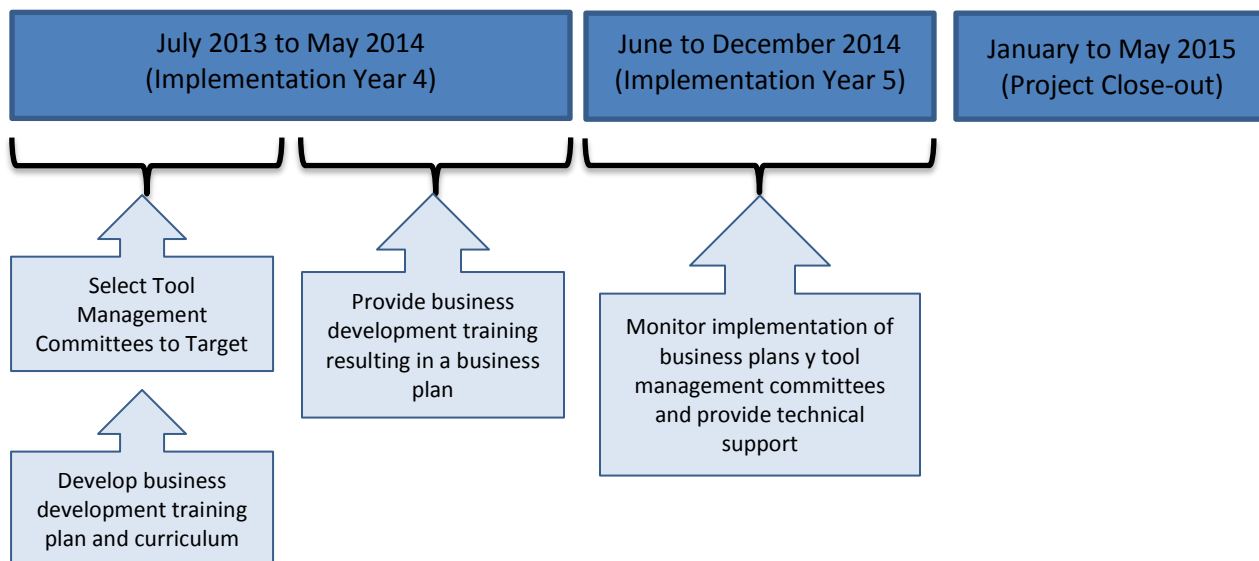 July 2013 to May 2014
(Implementation Year 4)
June to December 2014
(Implementation Year 5)
January to May 2015
(Project Close-out)
Select Tool
Management
Committees to Target
Provide business
development training
resulting in a business
plan
Monitor implementation of
business plans y tool
management committees
and provide technical
support
Develop business
development training
plan and curriculum